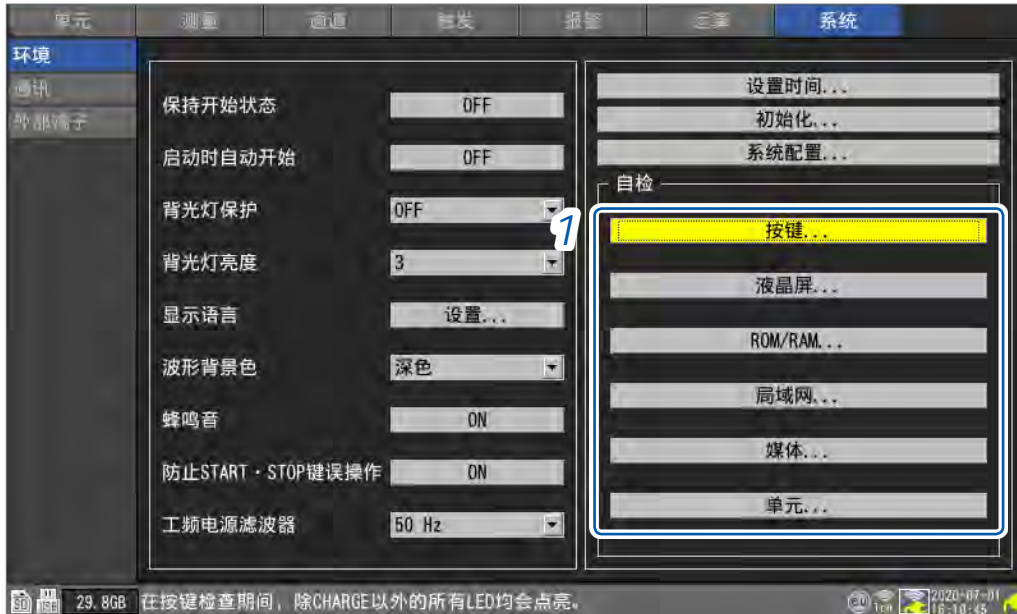 单元 测量 通道 触发 报警 系统
环境
通讯
外部端子
保持开始状态 OFF
启动时自动开始 OFF
背光灯保护 OFF
背光灯亮度 3
显示语言 设置...
波形背景色 深色
蜂鸣音 ON
防止START・STOP键误操作 ON
工频电源滤波器 50 Hz
设置时间...
初始化...
系统配置...
自检
1
按键...
液晶屏...
ROM/RAM...
局域网...
媒体...
单元...
SD USB 29.8GB 在按键检查期间，除CHARGE以外的所有LED均会点亮。
2020-07-01
16:10:45